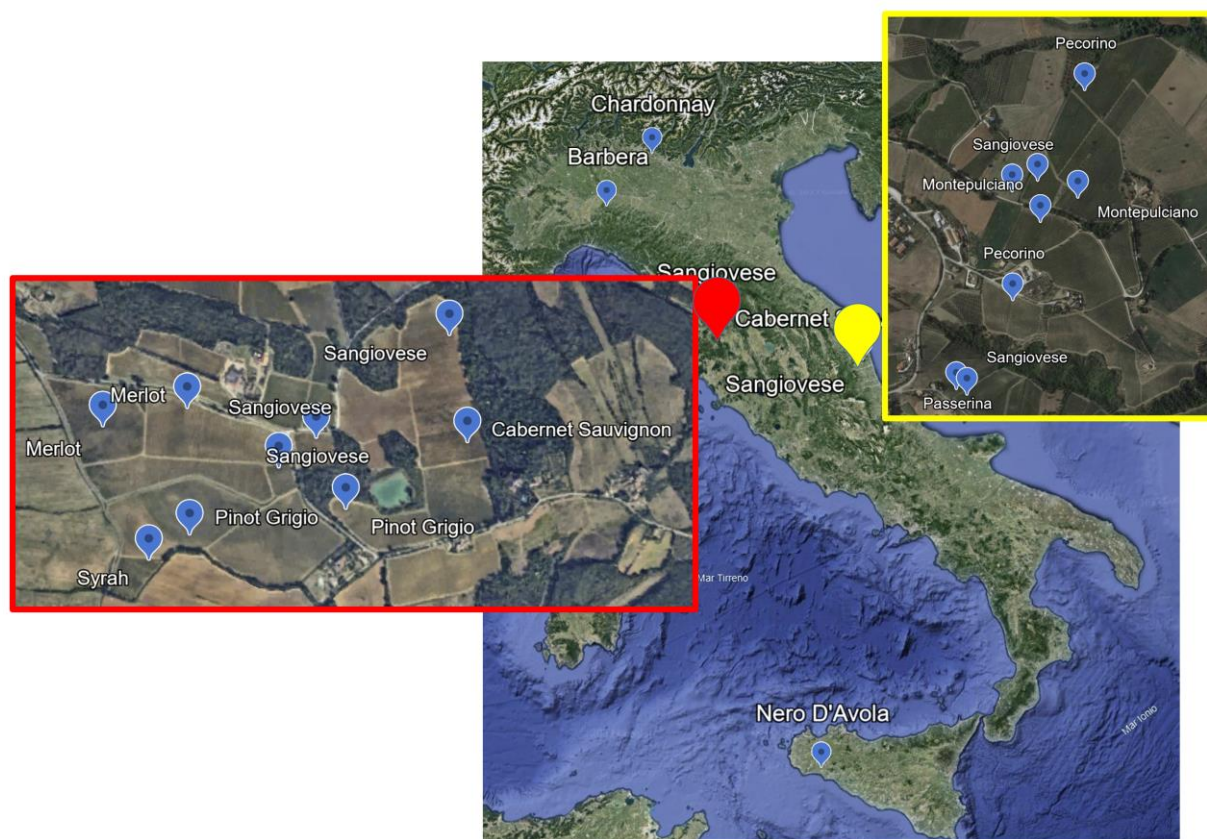 Chardonnay
Barbera
Sangiovese
Cabernet
Sangiovese
Mar Tirreno
Nero D'Avola
Mar Ionio
Sangiovese
Merlot
Sangiovese
Merlot
Cabernet Sauvignon
Sangiovese
Pinot Grigio
Pinot Grigio
Syrah
Pecorino
Sangiovese
Montepulciano
Montepulciano
Pecorino
Sangiovese
Passerina